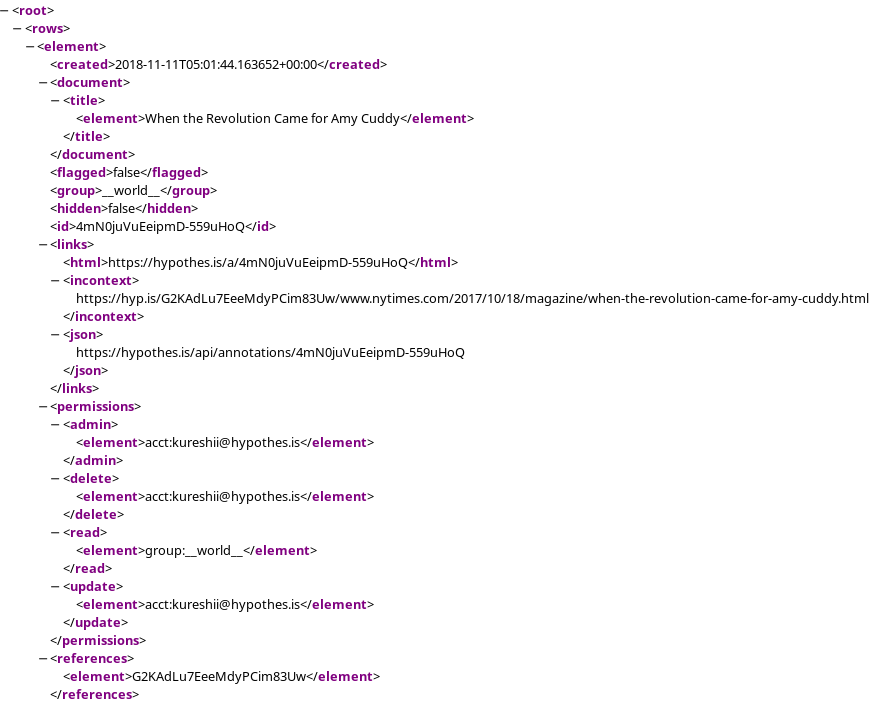 − <root>
− <rows>
− <element>
<created>2018-11-11T05:01:44.163652+00:00</created>
− <document>
− <title>
<element>When the Revolution Came for Amy Cuddy</element>
</title>
</document>
<flagged>false</flagged>
<group>__world__</group>
<hidden>false</hidden>
<id>4mN0juVuEeipmD-559uHoQ</id>
− <links>
<html>https://hypothes.is/a/4mN0juVuEeipmD-559uHoQ</html>
− <incontext>
https://hyp.is/G2KAdLu7EeeMdyPCim83Uw/www.nytimes.com/2017/10/18/magazine/when-the-revolution-came-for-amy-cuddy.html
</incontext>
− <json>
https://hypothes.is/api/annotations/4mN0juVuEeipmD-559uHoQ
</json>
</links>
− <permissions>
− <admin>
<element>acct:kureshii@hypothes.is</element>
</admin>
− <delete>
<element>acct:kureshii@hypothes.is</element>
</delete>
− <read>
<element>group:__world__</element>
</read>
− <update>
<element>acct:kureshii@hypothes.is</element>
</update>
</permissions>
− <references>
<element>G2KAdLu7EeeMdyPCim83Uw</element>
</references>